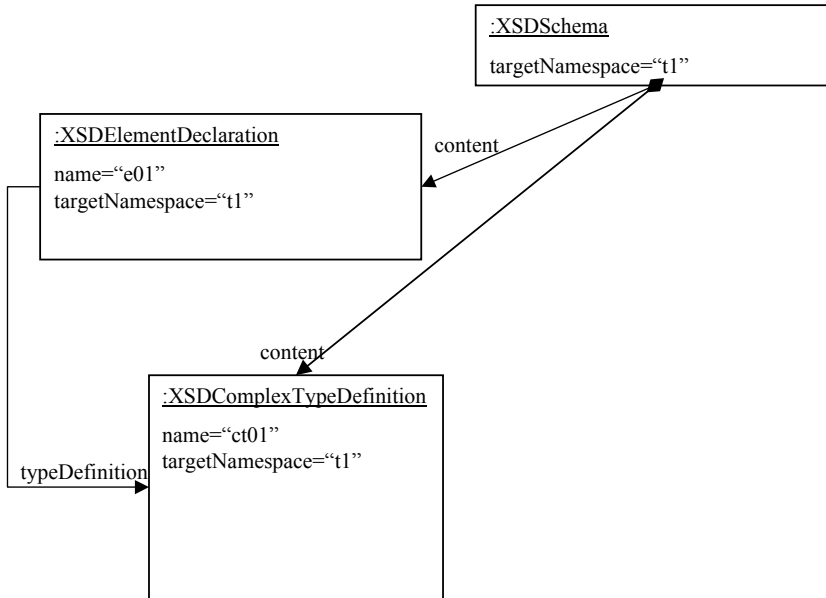 :XSDSchema
targetNamespace=“t1”
:XSDElementDeclaration
name=“e01”
targetNamespace=“t1”
content
content
:XSDComplexTypeDefinition
name=“ct01”
targetNamespace=“t1”
typeDefinition